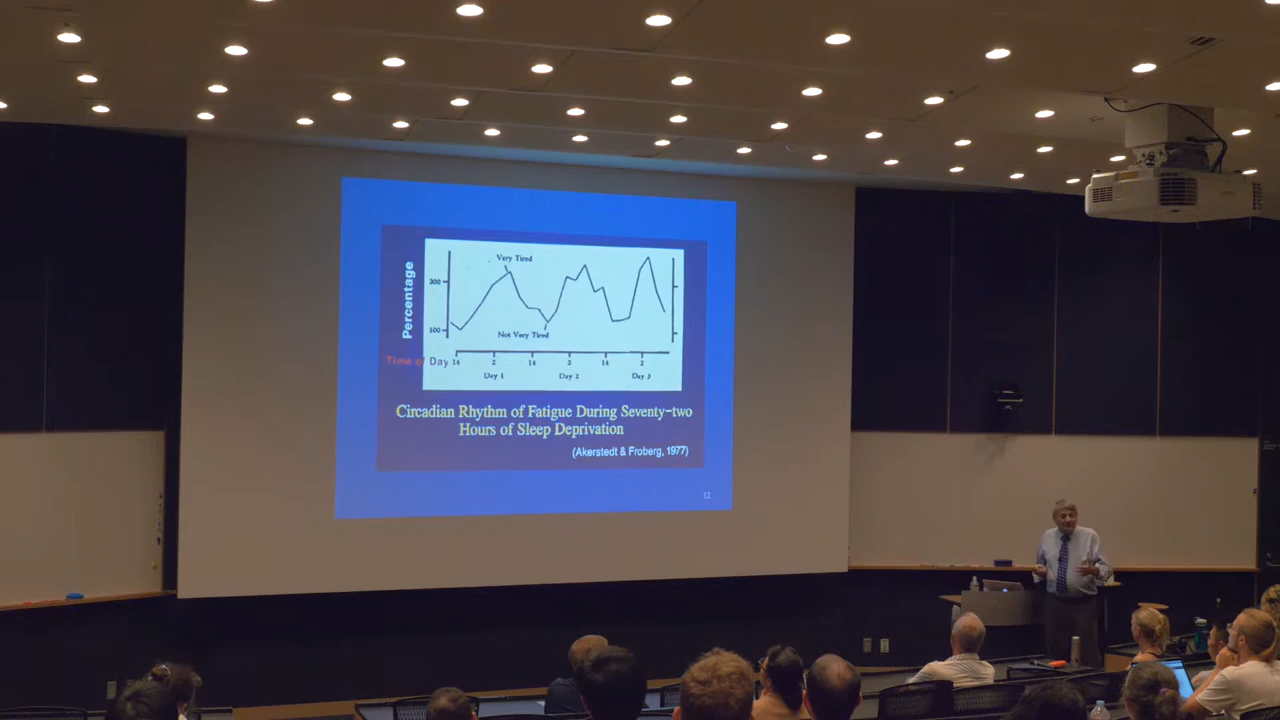 Very Tired
Percentage
200
100
Not Very Tired
Time of Day 14 2 14 2 14 2
Day 1 Day 2 Day 3
Circadian Rhythm of Fatigue During Seventy-two
Hours of Sleep Deprivation
(Akerstedt & Froberg, 1977)
12